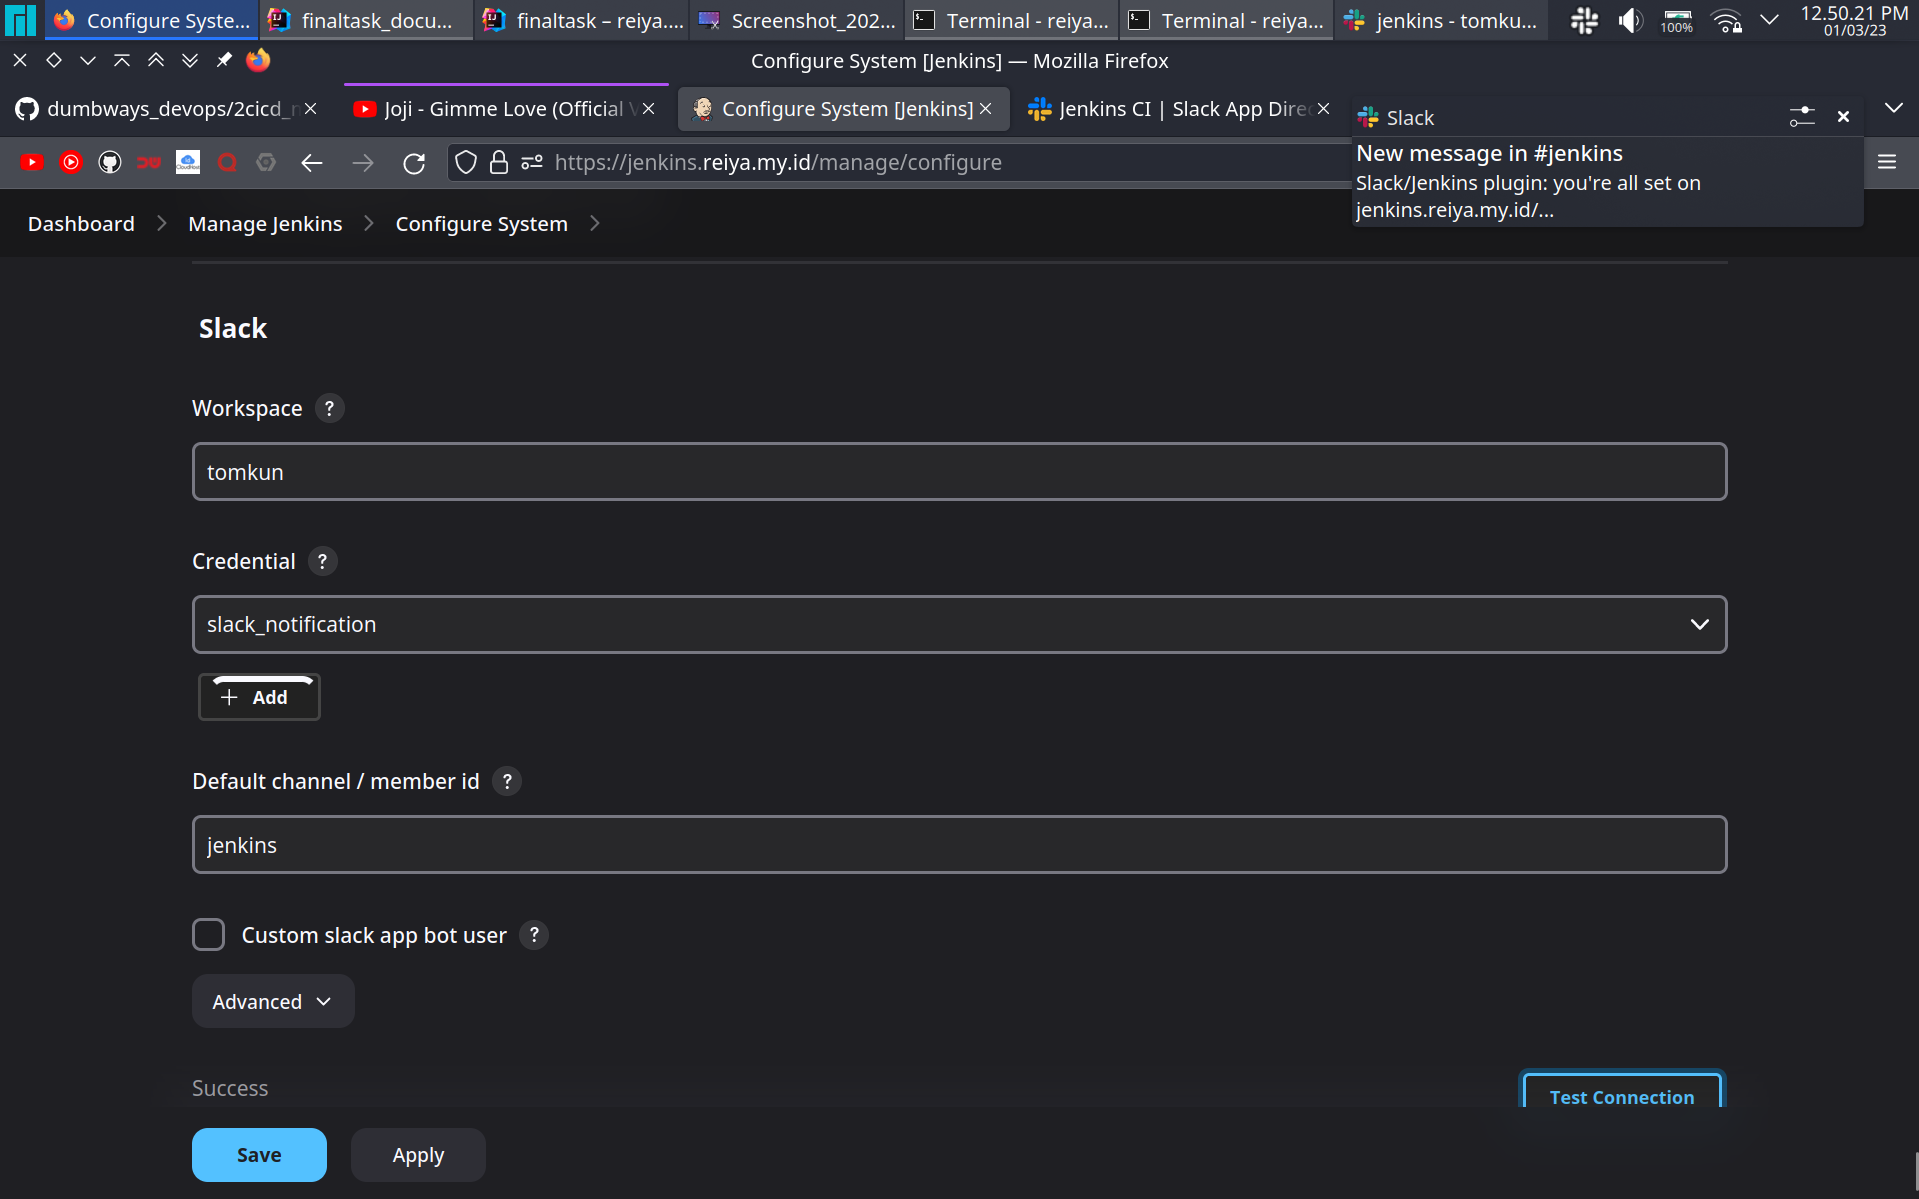 Configure Syste...
finaltask_docu...
finaltask – reiya....
Screenshot_202...
Terminal - reiya...
Terminal - reiya...
jenkins - tomku...
100%
12.50.21 PM
01/03/23
Configure System [Jenkins] — Mozilla Firefox
dumbways_devops/2cicd_
Joji - Gimme Love (Official
Configure System [Jenkins]
Jenkins CI | Slack App Dire
https://jenkins.reiya.my.id/manage/configure
Slack
New message in #jenkins
Slack/Jenkins plugin: you're all set on
jenkins.reiya.my.id/...
Dashboard
Manage Jenkins
Configure System
Slack
Workspace ?
tomkun
Credential ?
slack_notification
+ Add
Default channel / member id ?
jenkins
Custom slack app bot user ?
Advanced
Success
Test Connection
Save
Apply